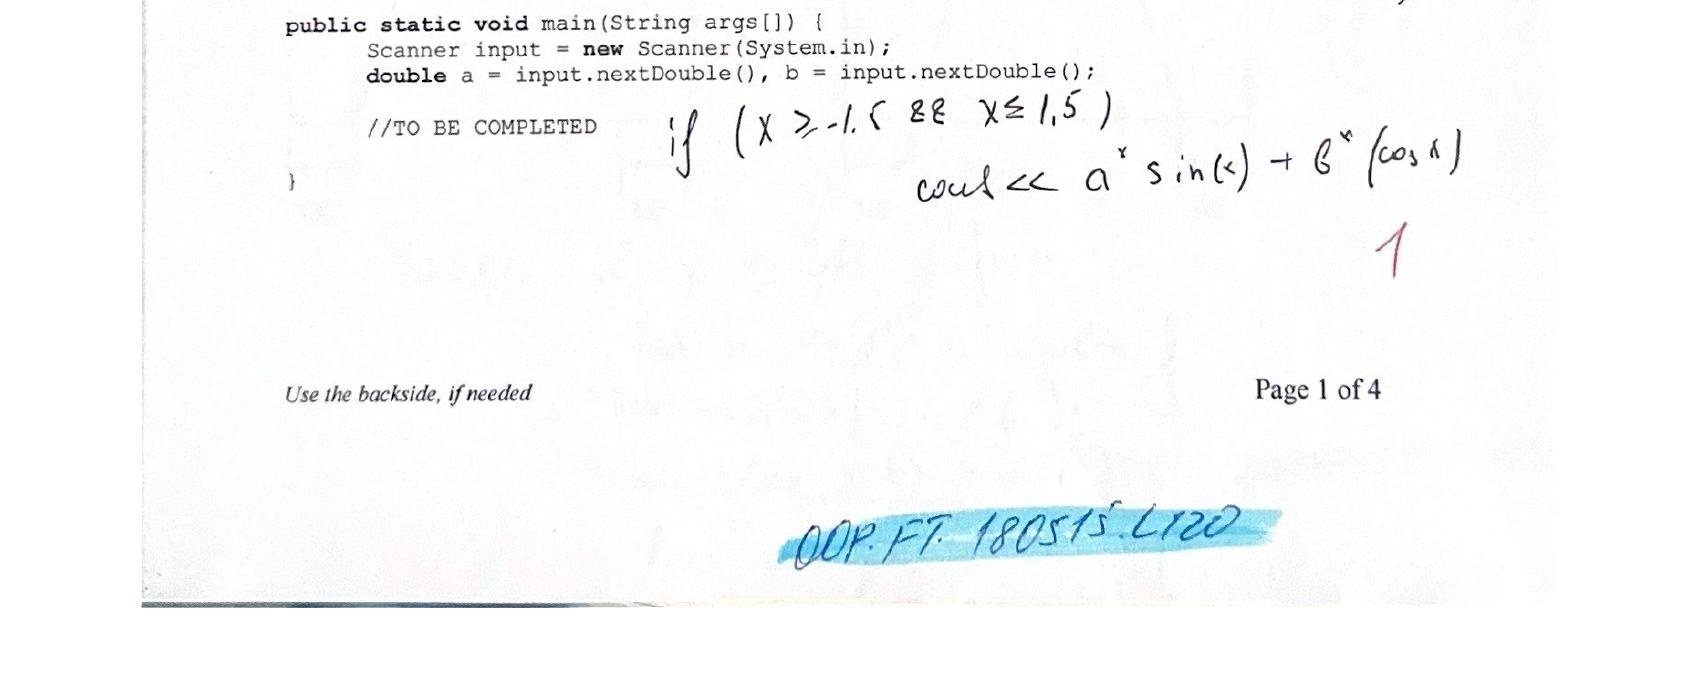 public static void main(String args[]) {
Scanner input = new Scanner(System.in);
double a = input.nextDouble(), b = input.nextDouble();
//TO BE COMPLETED
if (x ≥ -1.5 && x ≤ 1,5)
cout << a* sin(x) + b* (cos x)
}
1
Use the backside, if needed
Page 1 of 4
OOP.FT. 180515.L120